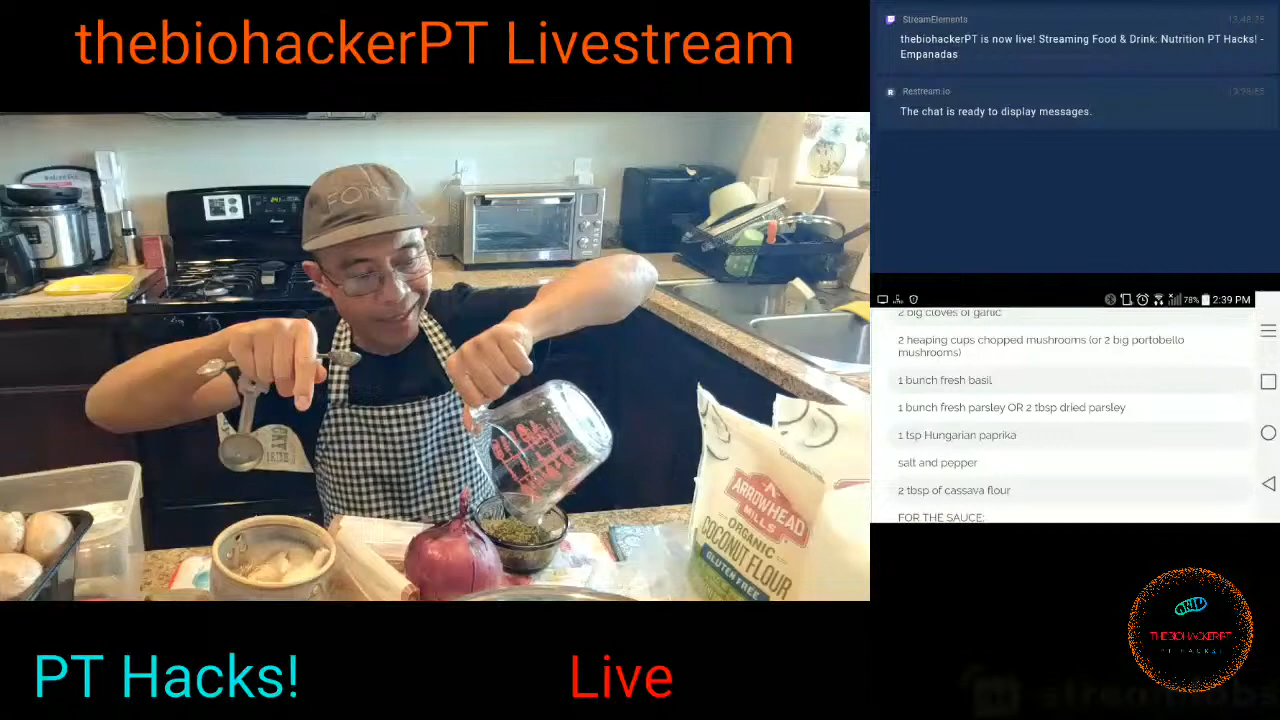 thebiohackerPT Livestream
StreamElements
thebiohackerPT is now live! Streaming Food & Drink: Nutrition PT Hacks! -
Empanadas
Restream.io
The chat is ready to display messages.
78% 2:39 PM
2 big cloves of garlic
2 heaping cups chopped mushrooms (or 2 big portobello
mushrooms)
1 bunch fresh basil
1 bunch fresh parsley OR 2 tbsp dried parsley
1 tsp Hungarian paprika
salt and pepper
2 tbsp of cassava flour
FOR THE SAUCE:
ARROWHEAD
MILLS
ORGANIC
COCONUT FLOUR
GLUTEN FREE
THEBIOHACKERPT
PT HACKS!
PT Hacks!
Live